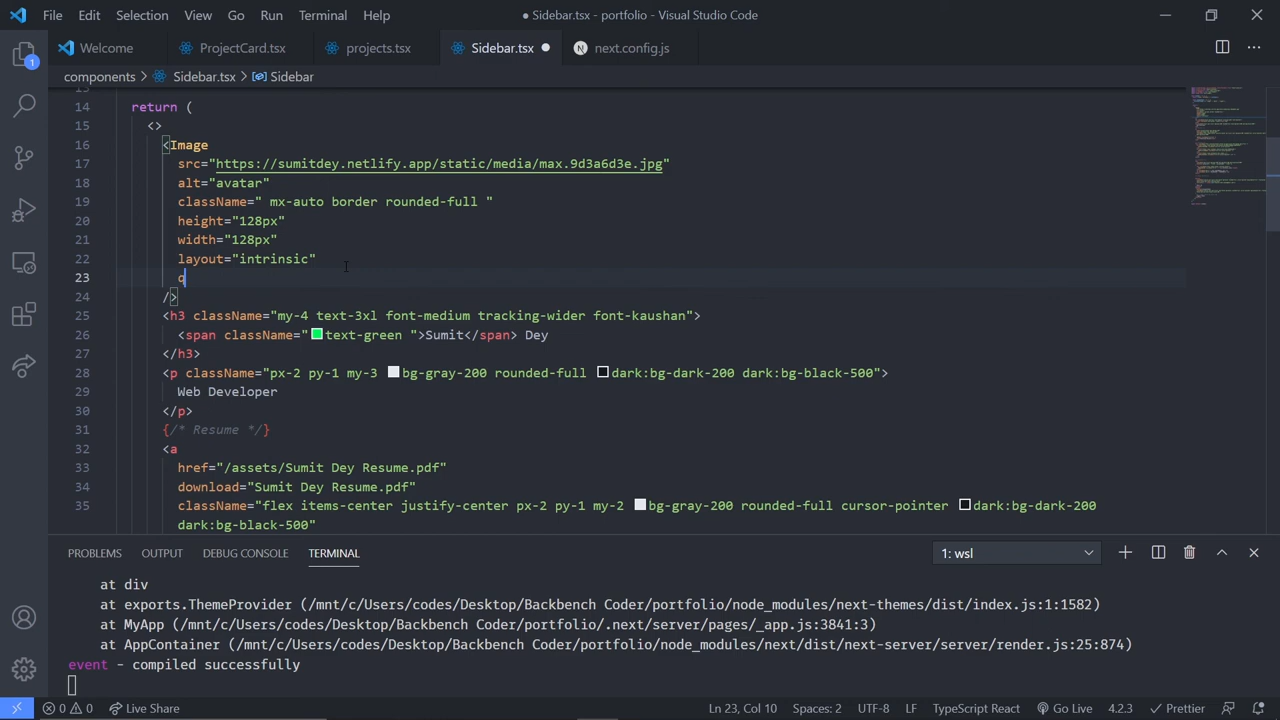 File Edit Selection View Go Run Terminal Help
● Sidebar.tsx - portfolio - Visual Studio Code
Welcome ProjectCard.tsx projects.tsx Sidebar.tsx next.config.js
components > Sidebar.tsx > Sidebar
14 return (
15 <>
16 <Image
17 src="https://sumitdey.netlify.app/static/media/max.9d3a6d3e.jpg"
18 alt="avatar"
19 className=" mx-auto border rounded-full "
20 height="128px"
21 width="128px"
22 layout="intrinsic"
23 q
24 />
25 <h3 className="my-4 text-3xl font-medium tracking-wider font-kaushan">
26 <span className="text-green ">Sumit</span> Dey
27 </h3>
28 <p className="px-2 py-1 my-3 bg-gray-200 rounded-full dark:bg-dark-200 dark:bg-black-500">
29 Web Developer
30 </p>
31 {/* Resume */}
32 <a
33 href="/assets/Sumit Dey Resume.pdf"
34 download="Sumit Dey Resume.pdf"
35 className="flex items-center justify-center px-2 py-1 my-2 bg-gray-200 rounded-full cursor-pointer dark:bg-dark-200
dark:bg-black-500"
PROBLEMS OUTPUT DEBUG CONSOLE TERMINAL 1: wsl
at div
at exports.ThemeProvider (/mnt/c/Users/codes/Desktop/Backbench Coder/portfolio/node_modules/next-themes/dist/index.js:1:1582)
at MyApp (/mnt/c/Users/codes/Desktop/Backbench Coder/portfolio/.next/server/pages/_app.js:3841:3)
at AppContainer (/mnt/c/Users/codes/Desktop/Backbench Coder/portfolio/node_modules/next/dist/next-server/server/render.js:25:874)
event - compiled successfully
0 0 Live Share Ln 23, Col 10 Spaces: 2 UTF-8 LF TypeScript React Go Live 4.2.3 Prettier